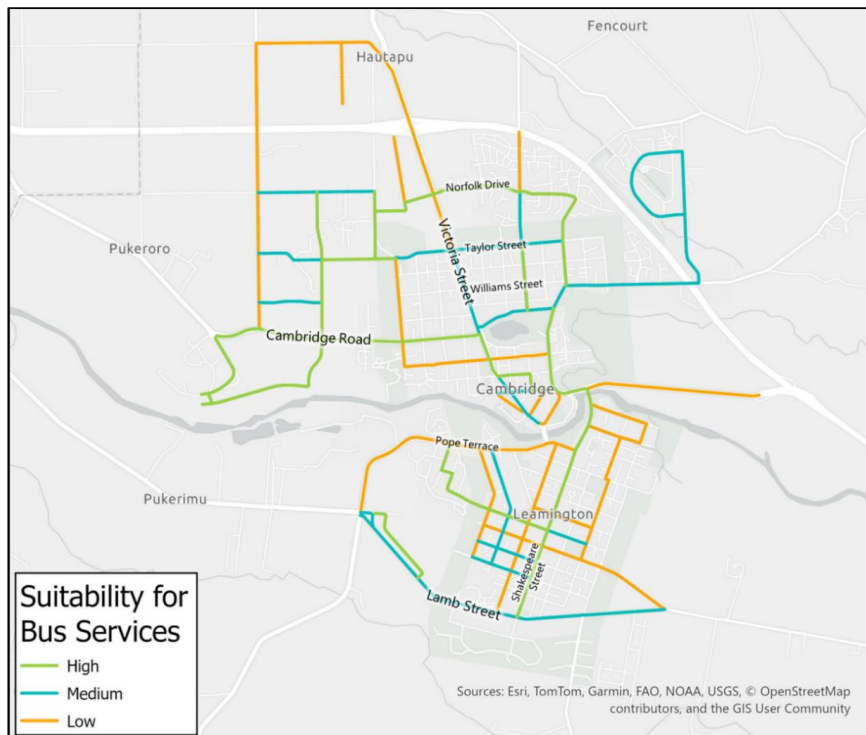 Fencourt
Hautapu
Norfolk Drive
Pukeroro
Victoria Street
Taylor Street
Williams Street
Cambridge Road
Cambridge
Pope Terrace
Pukerimu
Leamington
Shakespeare
Street
Lamb Street
Suitability for
Bus Services
High
Medium
Low
Sources: Esri, TomTom, Garmin, FAO, NOAA, USGS, © OpenStreetMap
contributors, and the GIS User Community